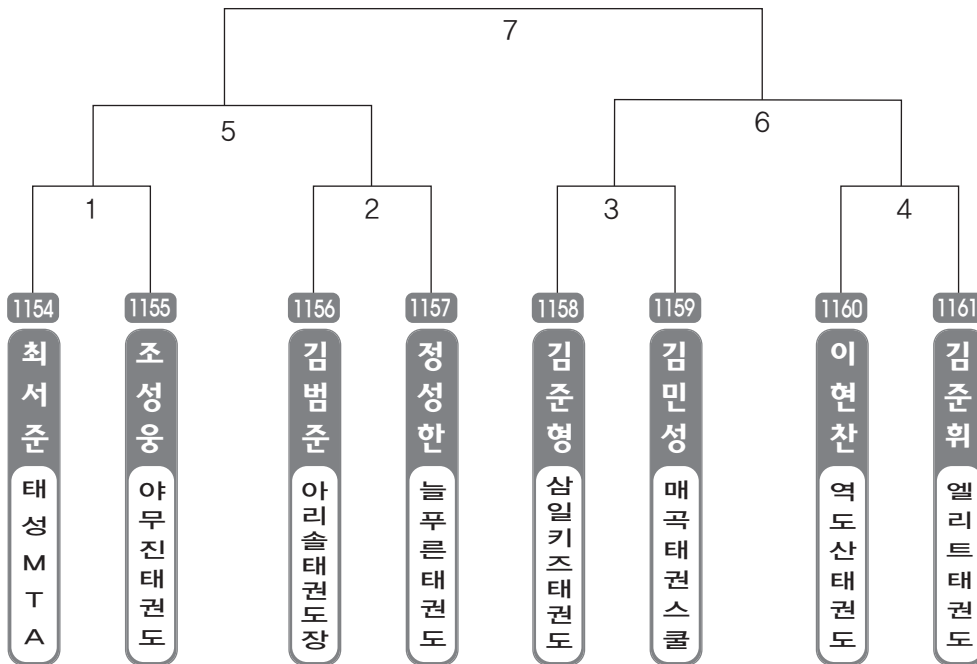 7
5
6
1
2
3
4
1154
1155
1156
1157
1158
1159
1160
1161
최서준
조성웅
김범준
정성한
김준형
김민성
이현찬
김준휘
태성MTA
야무진태권도
아리솔태권도장
늘푸른태권도
삼일키즈태권도
매곡태권스쿨
역도산태권도
엘리트태권도